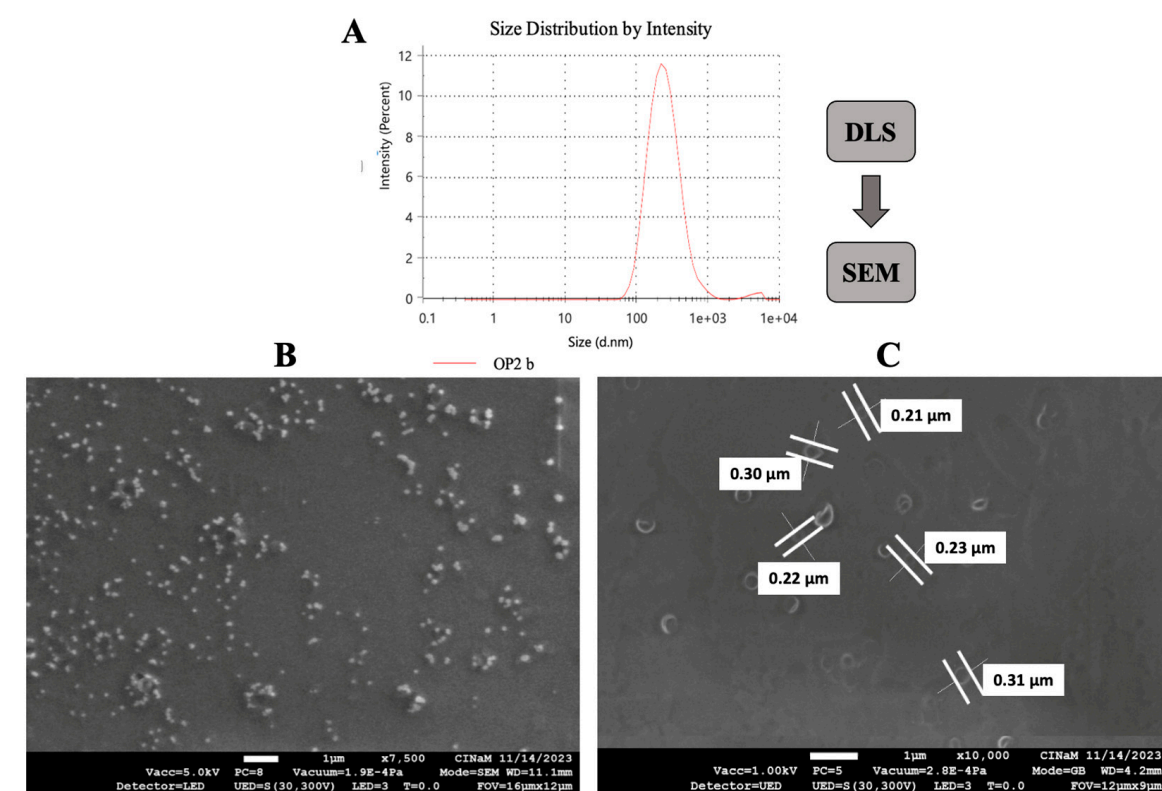 A
Size Distribution by Intensity
12
10
8
6
4
2
0
Intensity (Percent)
0.1 1 10 100 1e+03 1e+04
Size (d.nm)
OP2 b
DLS
SEM
B
1µm x7,500 CINaM 11/14/2023
Vacc=5.0kV PC=8 Vacuum=1.9E-4Pa Mode=SEM WD=11.1mm
Detector=LED UED=S(30,300V) LED=3 T=0.0 FOV=16µmx12µm
C
0.21 µm
0.30 µm
0.23 µm
0.22 µm
0.31 µm
1µm x10,000 CINaM 11/14/2023
Vacc=1.00kV PC=5 Vacuum=2.8E-4Pa Mode=GB WD=4.2mm
Detector=UED UED=S(30,300V) LED=3 T=0.0 FOV=12µmx9µm